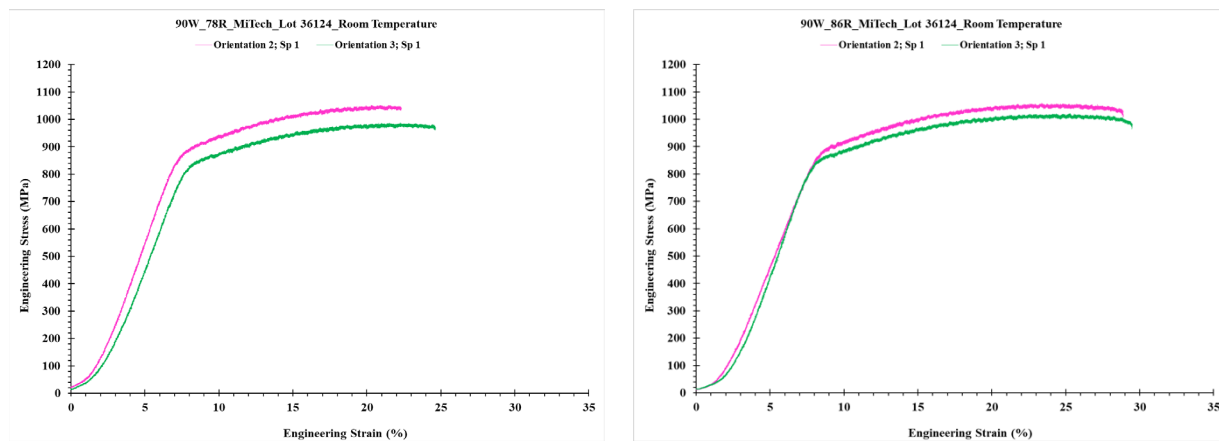 90W_78R_MiTech_Lot 36124_Room Temperature
Orientation 2; Sp 1 Orientation 3; Sp 1
1200
1100
1000
900
800
700
600
500
400
300
200
100
0
Engineering Stress (MPa)
0 5 10 15 20 25 30 35
Engineering Strain (%)
90W_86R_MiTech_Lot 36124_Room Temperature
Orientation 2; Sp 1 Orientation 3; Sp 1
1200
1100
1000
900
800
700
600
500
400
300
200
100
0
Engineering Stress (MPa)
0 5 10 15 20 25 30 35
Engineering Strain (%)